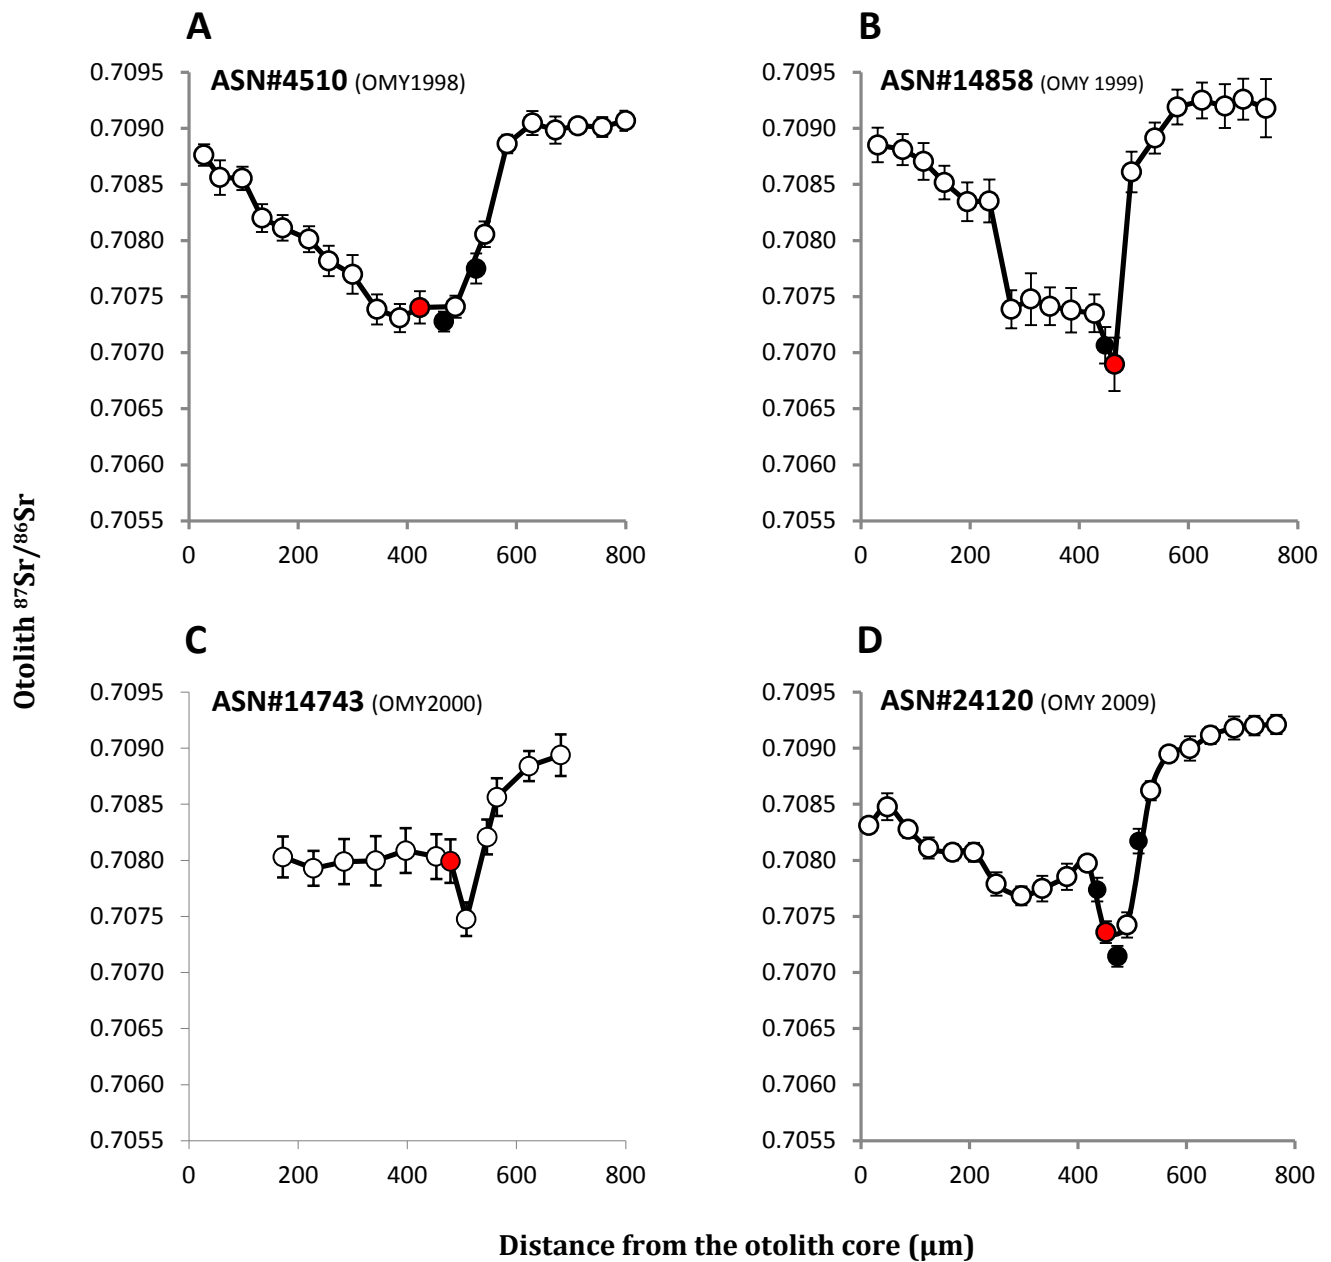 A
ASN#4510 (OMY1998)
0.7095
0.7090
0.7085
0.7080
0.7075
0.7070
0.7065
0.7060
0.7055
0 200 400 600 800
B
ASN#14858 (OMY 1999)
0.7095
0.7090
0.7085
0.7080
0.7075
0.7070
0.7065
0.7060
0.7055
0 200 400 600 800
C
ASN#14743 (OMY2000)
0.7095
0.7090
0.7085
0.7080
0.7075
0.7070
0.7065
0.7060
0.7055
0 200 400 600 800
D
ASN#24120 (OMY 2009)
0.7095
0.7090
0.7085
0.7080
0.7075
0.7070
0.7065
0.7060
0.7055
0 200 400 600 800
Otolith ⁸⁷Sr/⁸⁶Sr
Distance from the otolith core (µm)